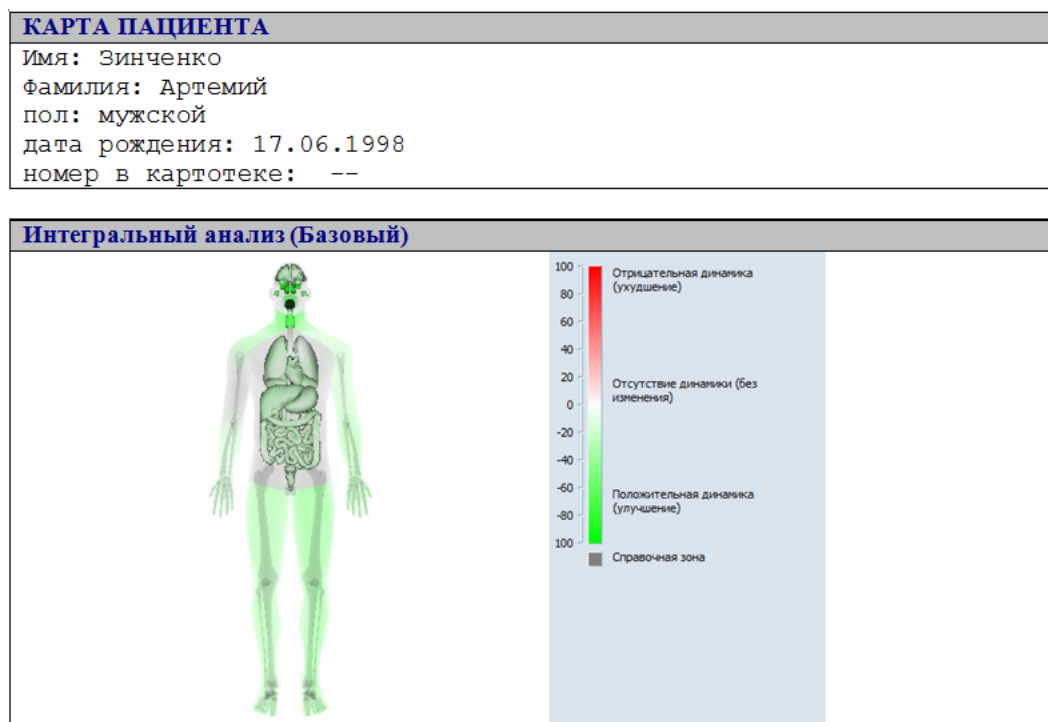 КАРТА ПАЦИЕНТА
Имя: Зинченко
Фамилия: Артемий
пол: мужской
дата рождения: 17.06.1998
номер в картотеке:  --
Интегральный анализ (Базовый)
100
Отрицательная динамика
(ухудшение)
80
60
40
20
Отсутствие динамики (без
изменения)
0
-20
-40
-60
Положительная динамика
(улучшение)
-80
100
Справочная зона